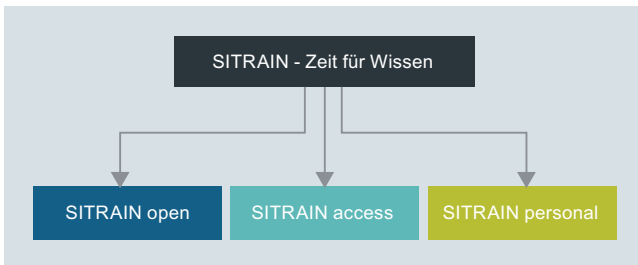 SITRAIN - Zeit für Wissen
SITRAIN open
SITRAIN access
SITRAIN personal